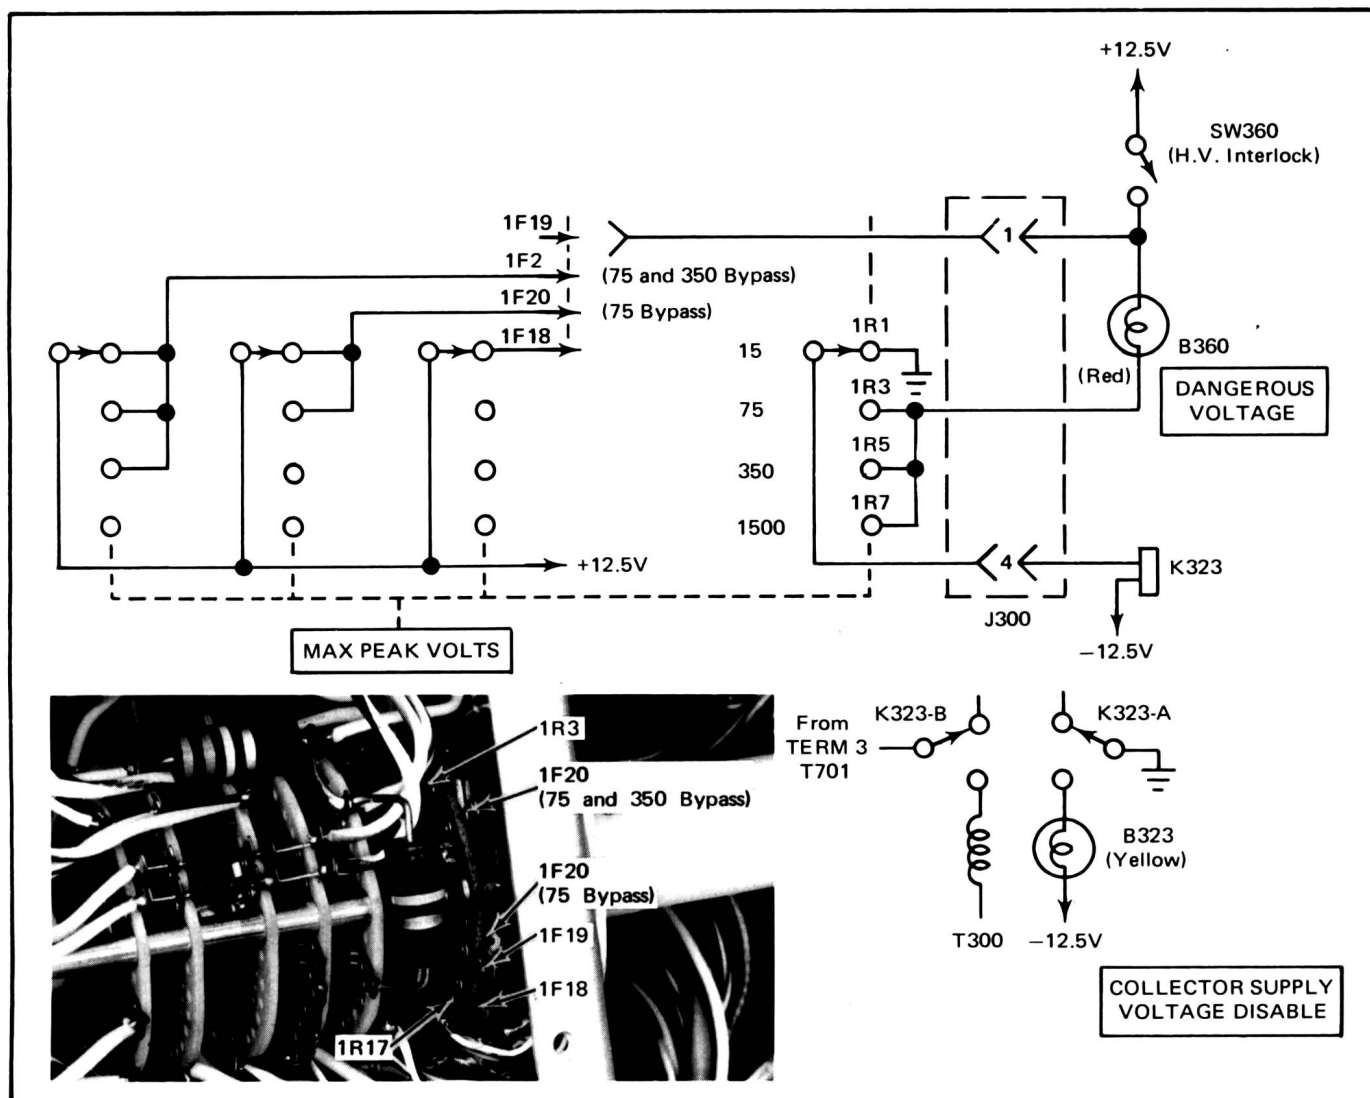 +12.5V
SW360
(H.V. Interlock)
1F19
1
1F2
(75 and 350 Bypass)
1F20
(75 Bypass)
1F18
15
1R1
B360
(Red)
DANGEROUS
VOLTAGE
75
1R3
350
1R5
1500
1R7
+12.5V
4
K323
J300
−12.5V
MAX PEAK VOLTS
1R3
1F20
(75 and 350 Bypass)
1F20
(75 Bypass)
1F19
1F18
1R17
From
TERM 3
T701
K323-B
K323-A
B323
(Yellow)
T300
−12.5V
COLLECTOR SUPPLY
VOLTAGE DISABLE